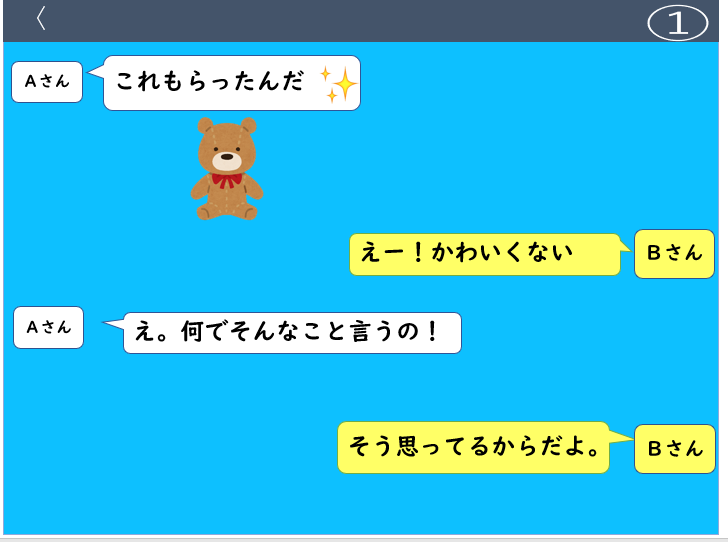 〈
1
Aさん
これもらったんだ
えー！かわいくない
Bさん
Aさん
え。何でそんなこと言うの！
そう思ってるからだよ。
Bさん